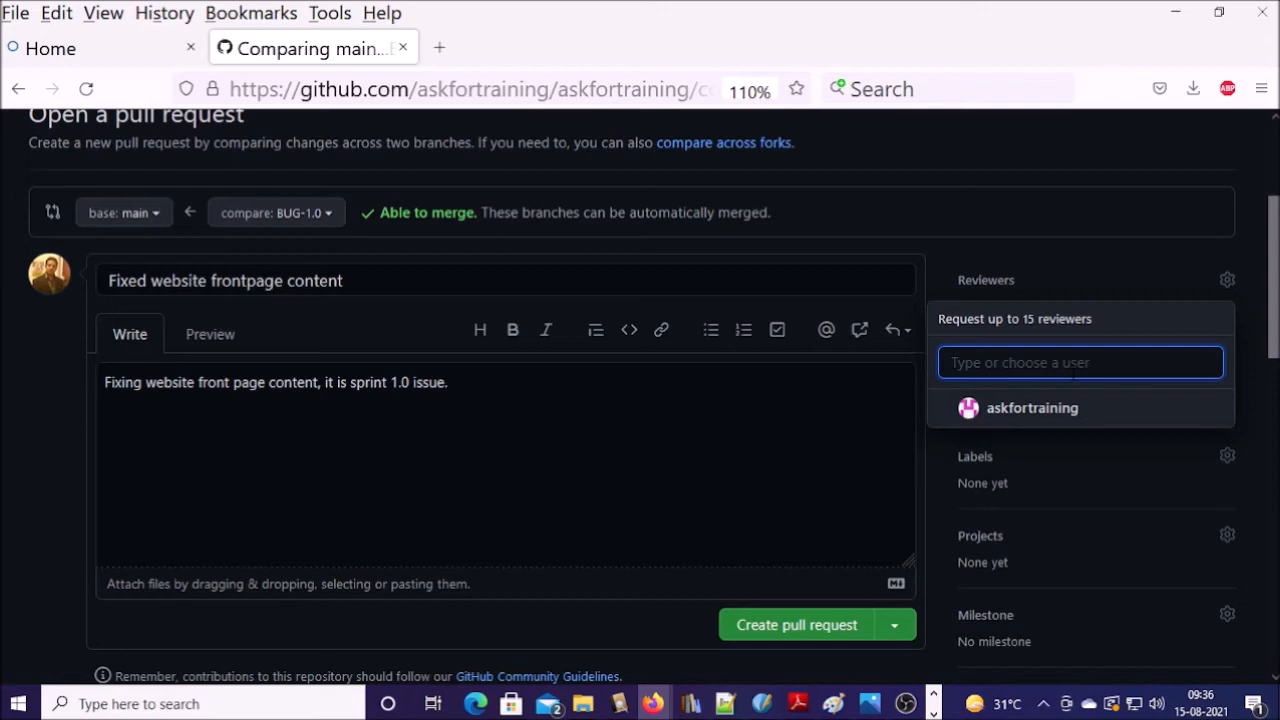 File Edit View History Bookmarks Tools Help
Home
Comparing main...
https://github.com/askfortraining/askfortraining/
110%
Search
Open a pull request
Create a new pull request by comparing changes across two branches. If you need to, you can also compare across forks.
base: main
compare: BUG-1.0
Able to merge. These branches can be automatically merged.
Fixed website frontpage content
Reviewers
Request up to 15 reviewers
Write
Preview
Type or choose a user
Fixing website front page content, it is sprint 1.0 issue.
askfortraining
Labels
None yet
Projects
None yet
Attach files by dragging & dropping, selecting or pasting them.
Create pull request
Milestone
No milestone
Remember, contributions to this repository should follow our GitHub Community Guidelines.
Type here to search
2
31°C
09:36
15-08-2021
1
ABP